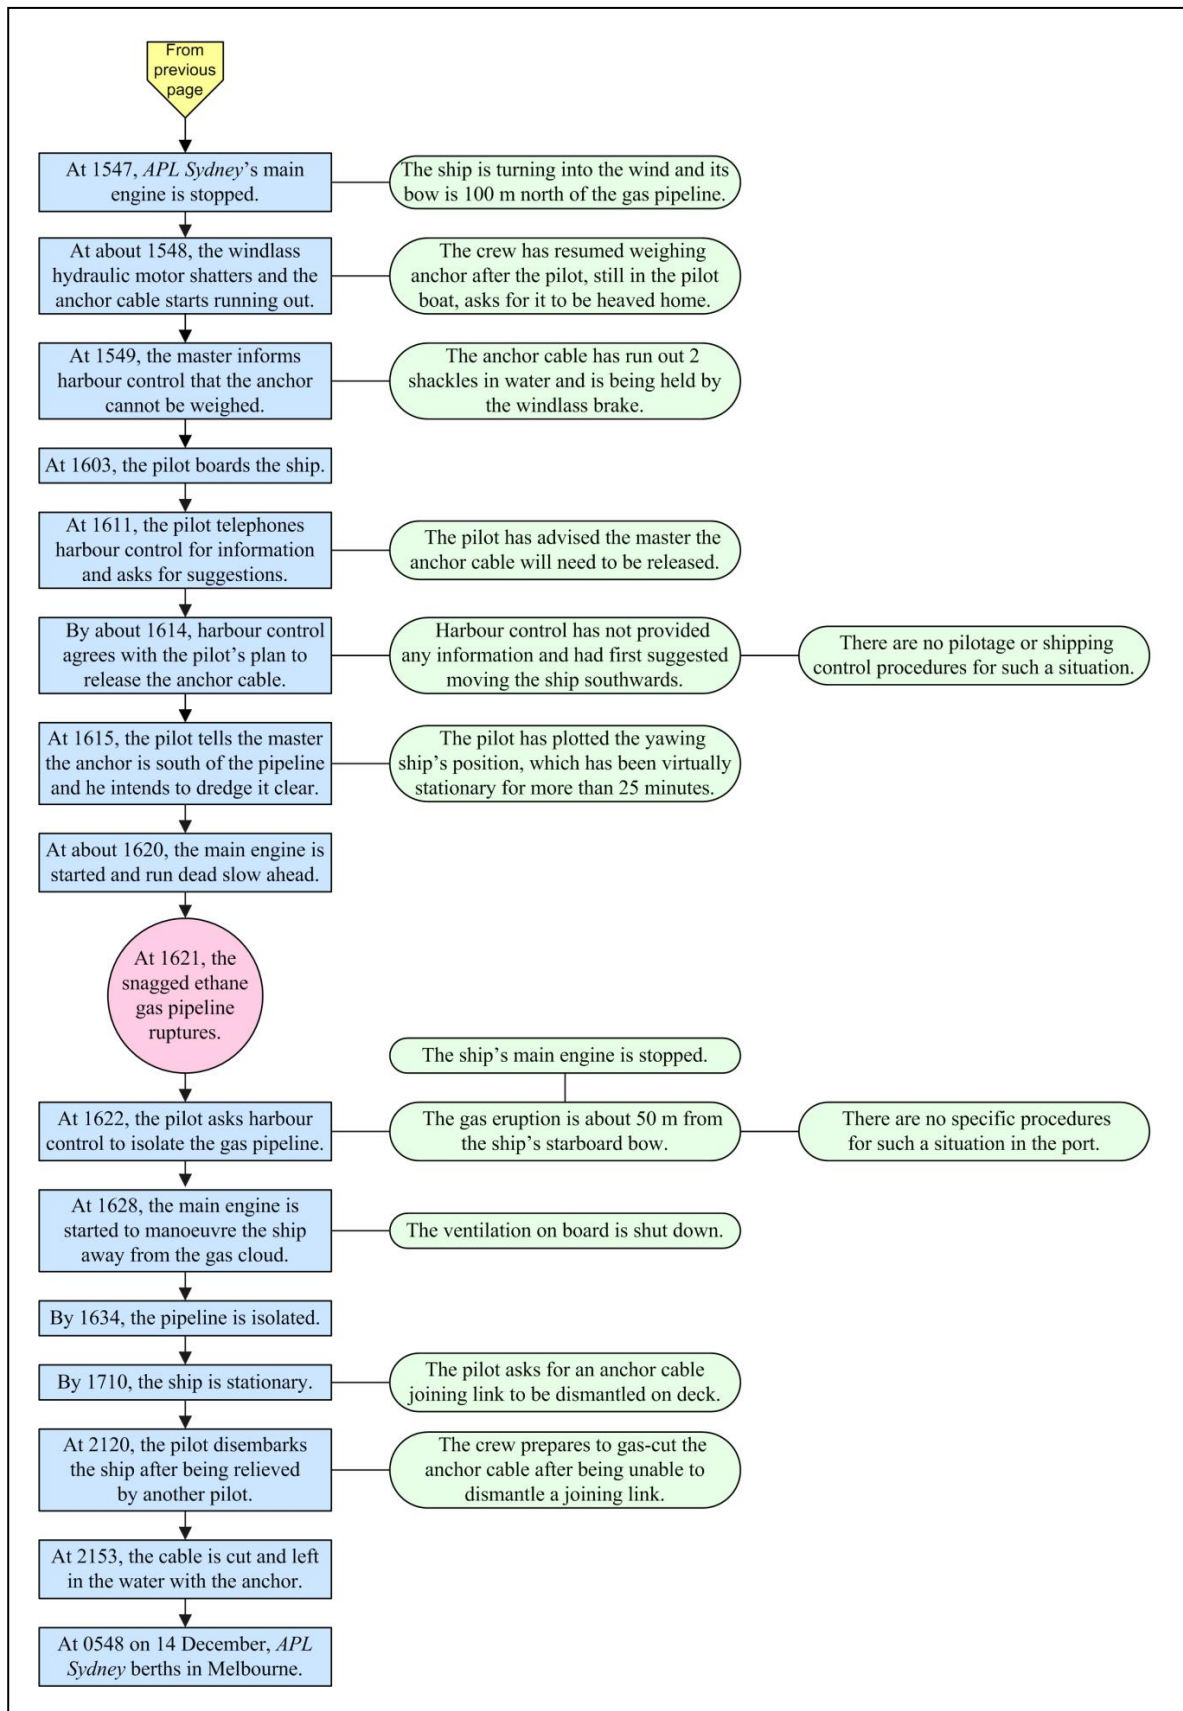 From
previous
page
At 1547, APL Sydney’s main
engine is stopped.
The ship is turning into the wind and its
bow is 100 m north of the gas pipeline.
At about 1548, the windlass
hydraulic motor shatters and the
anchor cable starts running out.
The crew has resumed weighing
anchor after the pilot, still in the pilot
boat, asks for it to be heaved home.
At 1549, the master informs
harbour control that the anchor
cannot be weighed.
The anchor cable has run out 2
shackles in water and is being held by
the windlass brake.
At 1603, the pilot boards the ship.
At 1611, the pilot telephones
harbour control for information
and asks for suggestions.
The pilot has advised the master the
anchor cable will need to be released.
By about 1614, harbour control
agrees with the pilot’s plan to
release the anchor cable.
Harbour control has not provided
any information and had first suggested
moving the ship southwards.
There are no pilotage or shipping
control procedures for such a situation.
At 1615, the pilot tells the master
the anchor is south of the pipeline
and he intends to dredge it clear.
The pilot has plotted the yawing
ship’s position, which has been virtually
stationary for more than 25 minutes.
At about 1620, the main engine is
started and run dead slow ahead.
At 1621, the
snagged ethane
gas pipeline
ruptures.
The ship’s main engine is stopped.
At 1622, the pilot asks harbour
control to isolate the gas pipeline.
The gas eruption is about 50 m from
the ship’s starboard bow.
There are no specific procedures
for such a situation in the port.
At 1628, the main engine is
started to manoeuvre the ship
away from the gas cloud.
The ventilation on board is shut down.
By 1634, the pipeline is isolated.
By 1710, the ship is stationary.
The pilot asks for an anchor cable
joining link to be dismantled on deck.
At 2120, the pilot disembarks
the ship after being relieved
by another pilot.
The crew prepares to gas-cut the
anchor cable after being unable to
dismantle a joining link.
At 2153, the cable is cut and left
in the water with the anchor.
At 0548 on 14 December, APL
Sydney berths in Melbourne.